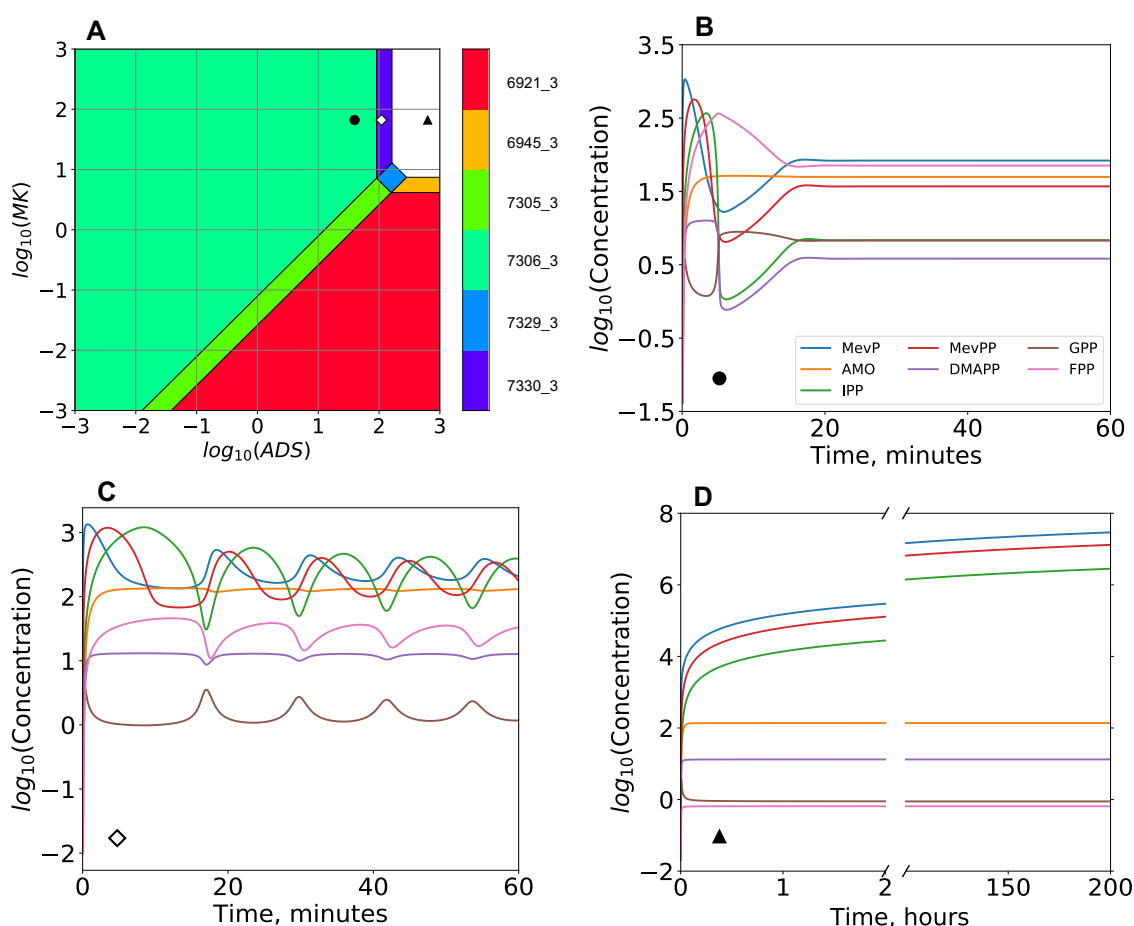 A
3
2
1
0
−1
−2
−3
log10(MK)
−3
−2
−1
0
1
2
3
log10(ADS)
6921_3
6945_3
7305_3
7306_3
7329_3
7330_3
B
3.5
2.5
1.5
0.5
−0.5
−1.5
log10(Concentration)
MevP
AMO
IPP
MevPP
DMAPP
GPP
FPP
0
20
40
60
Time, minutes
C
3
2
1
0
−1
−2
log10(Concentration)
0
20
40
60
Time, minutes
D
8
6
4
2
0
−2
log10(Concentration)
0
1
2
150
200
Time, hours